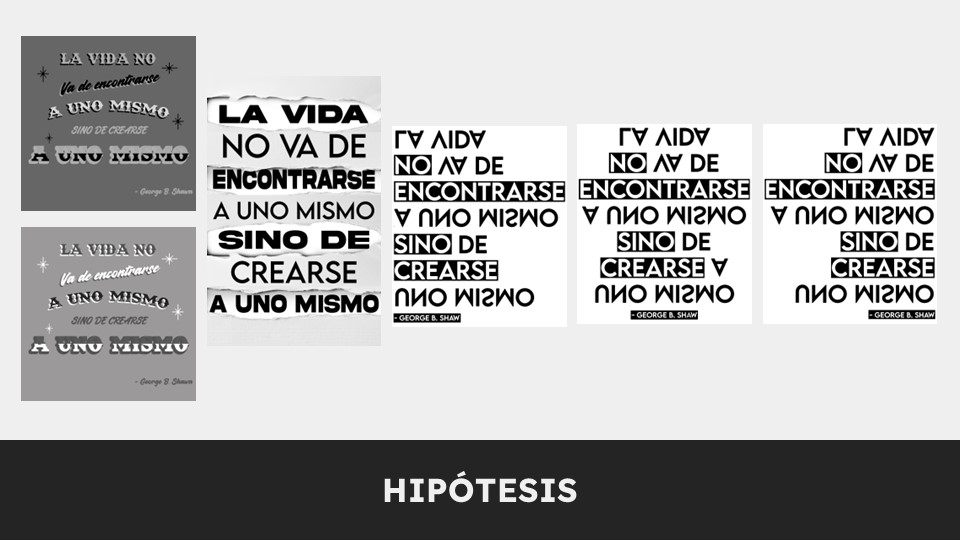 LA VIDA NO
Va de encontrarse
A UNO MISMO
SINO DE CREARSE
A UNO MISMO
- George B. Shaw
LA VIDA NO
Va de encontrarse
A UNO MISMO
SINO DE CREARSE
A UNO MISMO
- George B. Shaw
LA VIDA
NO VA DE
ENCONTRARSE
A UNO MISMO
SINO DE
CREARSE
A UNO MISMO
LA VIDA
NO VA DE
ENCONTRARSE
A UNO MISMO
SINO DE
CREARSE
UNO MISMO
- GEORGE B. SHAW
LA VIDA
NO VA DE
ENCONTRARSE
A UNO MISMO
SINO DE
CREARSE A
UNO MISMO
- GEORGE B. SHAW
LA VIDA
NO VA DE
ENCONTRARSE
A UNO MISMO
SINO DE
CREARSE
UNO MISMO
- GEORGE B. SHAW
HIPÓTESIS